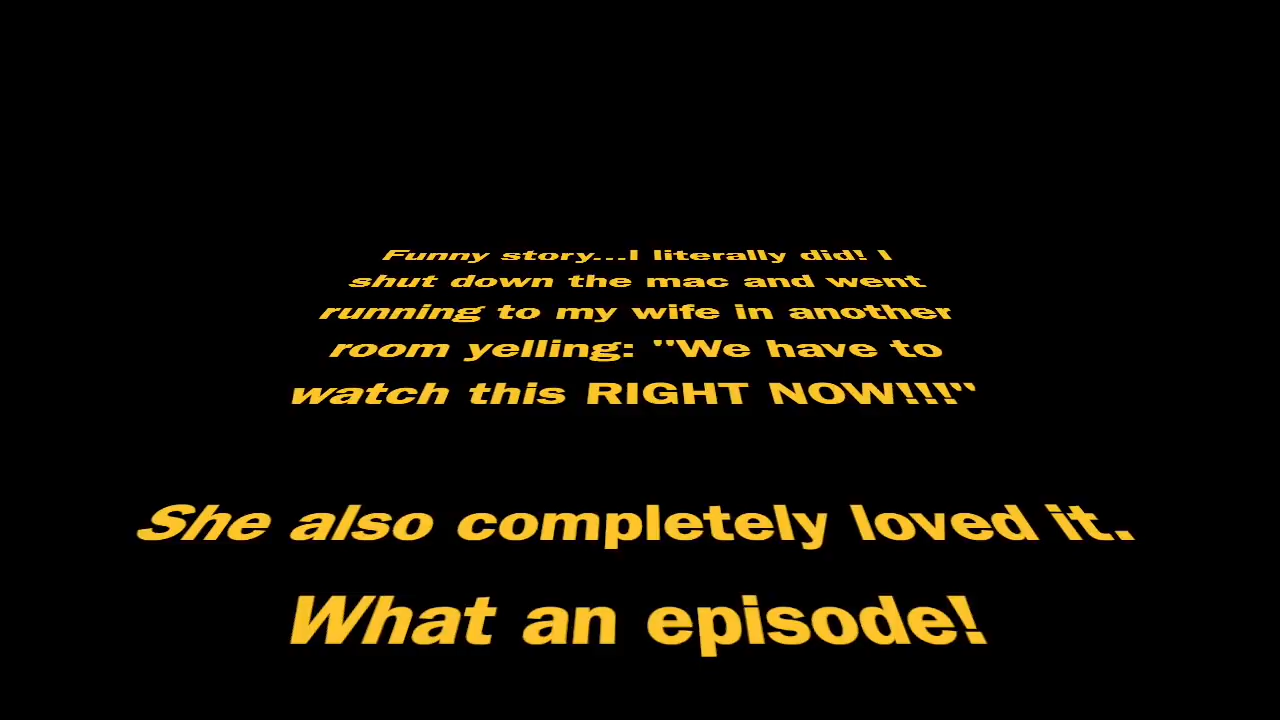 Funny story...I literally did! I
shut down the mac and went
running to my wife in another
room yelling: "We have to
watch this RIGHT NOW!!!"
She also completely loved it.
What an episode!